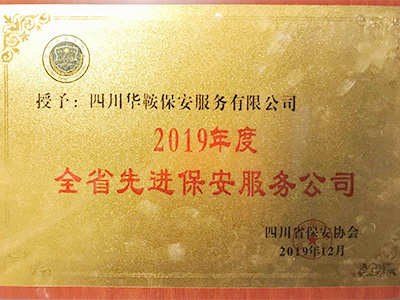 授予：四川华鞍保安服务有限公司
2019年度
全省先进保安服务公司
四川省保安协会
2019年12月